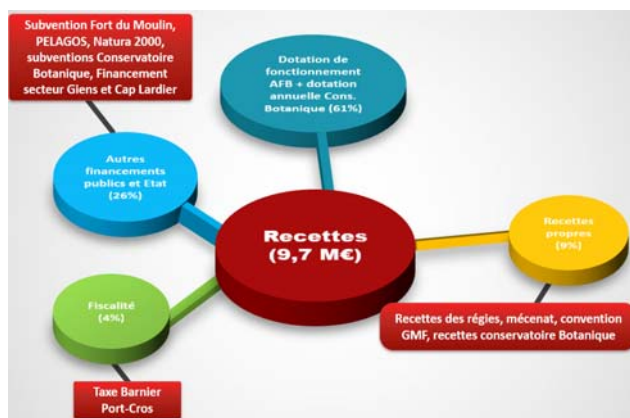 Subvention Fort du Moulin,
PELAGOS, Natura 2000,
subventions Conservatoire
Botanique, Financement
secteur Giens et Cap Lardier
Dotation de
fonctionnement
AFB + dotation
annuelle Cons.
Botanique (61%)
Autres
financements
publics et Etat
(26%)
Recettes
(9,7 M€)
Recettes
propres
(9%)
Fiscalité
(4%)
Recettes des régies, mécenat, convention
GMF, recettes conservatoire Botanique
Taxe Barnier
Port-Cros